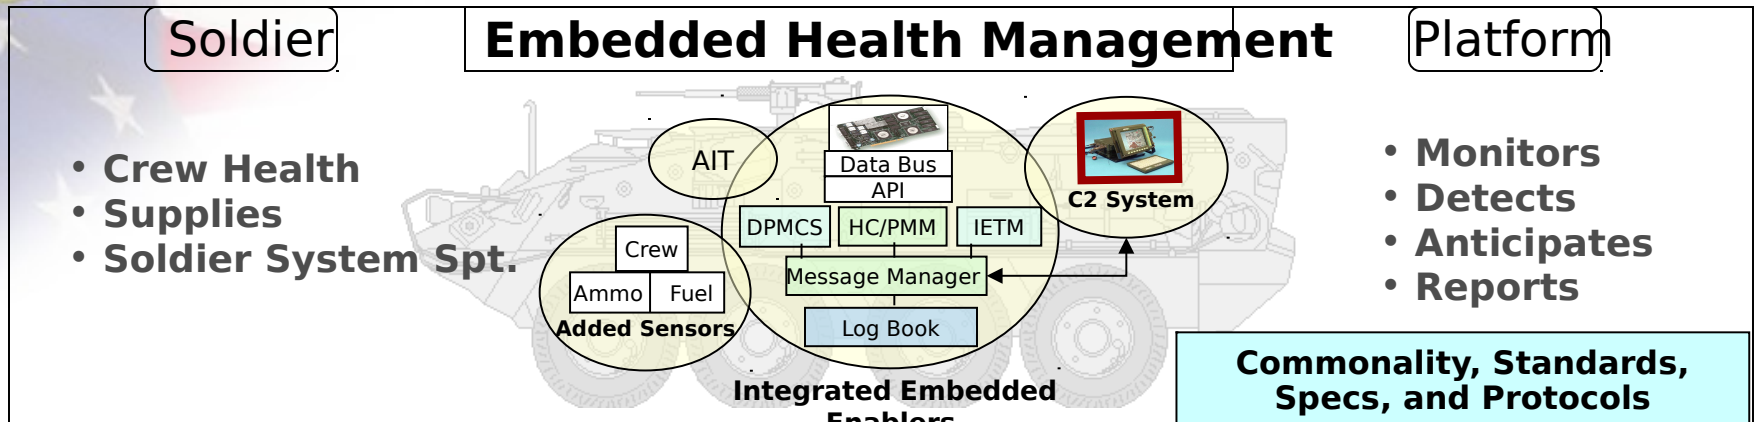 Soldier
Embedded Health Management
Platform
• Crew Health
• Supplies
• Soldier System Spt.
AIT
Data Bus
API
DPMCS
HC/PMM
IETM
Message Manager
Log Book
Crew
Ammo
Fuel
Added Sensors
C2 System
Integrated Embedded
Enablers
• Monitors
• Detects
• Anticipates
• Reports
Commonality, Standards,
Specs, and Protocols